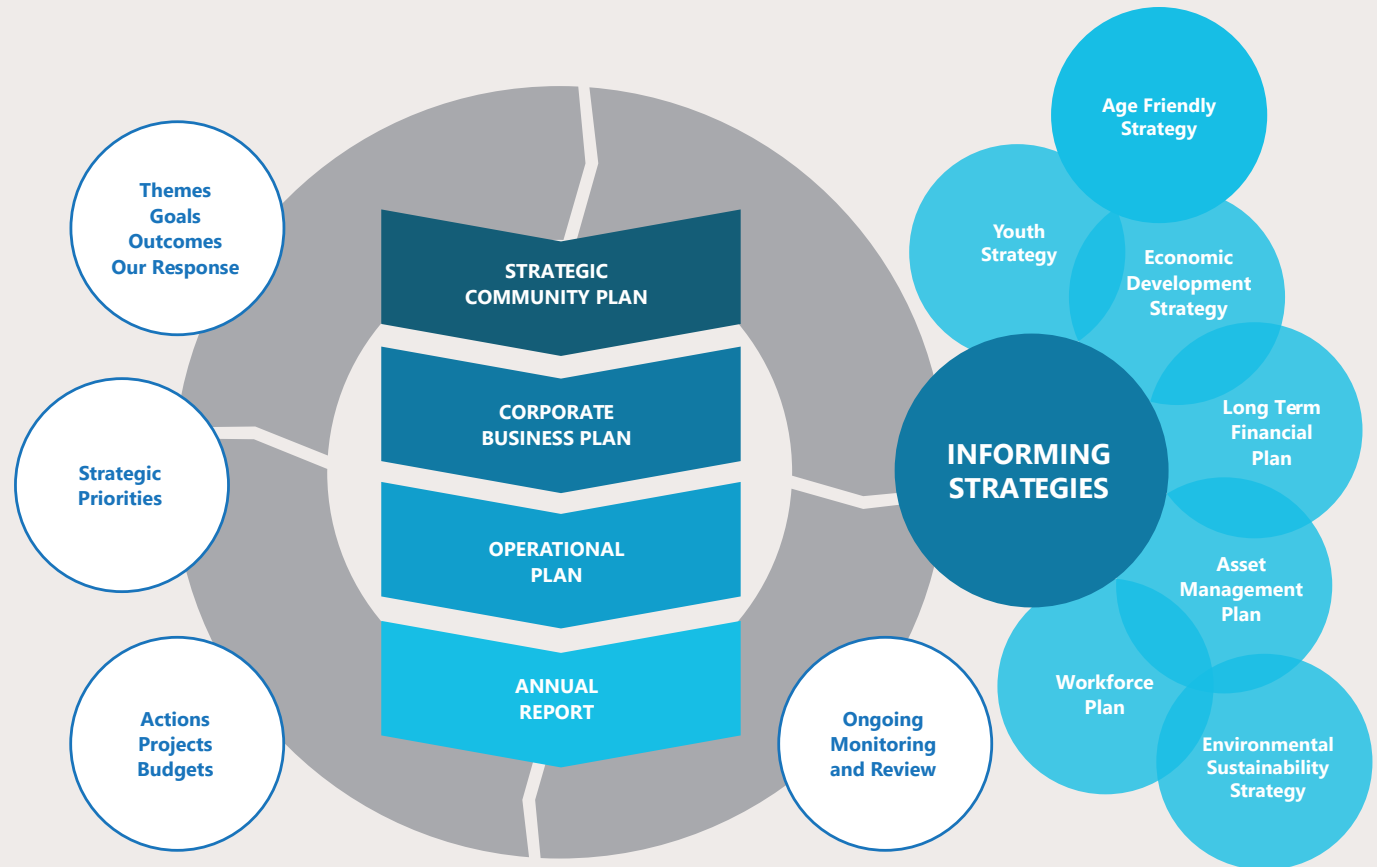 Themes
Goals
Outcomes
Our Response
Strategic
Priorities
Actions
Projects
Budgets
STRATEGIC
COMMUNITY PLAN
CORPORATE
BUSINESS PLAN
OPERATIONAL
PLAN
ANNUAL
REPORT
Ongoing
Monitoring
and Review
INFORMING
STRATEGIES
Age Friendly
Strategy
Youth
Strategy
Economic
Development
Strategy
Long Term
Financial
Plan
Asset
Management
Plan
Workforce
Plan
Environmental
Sustainability
Strategy